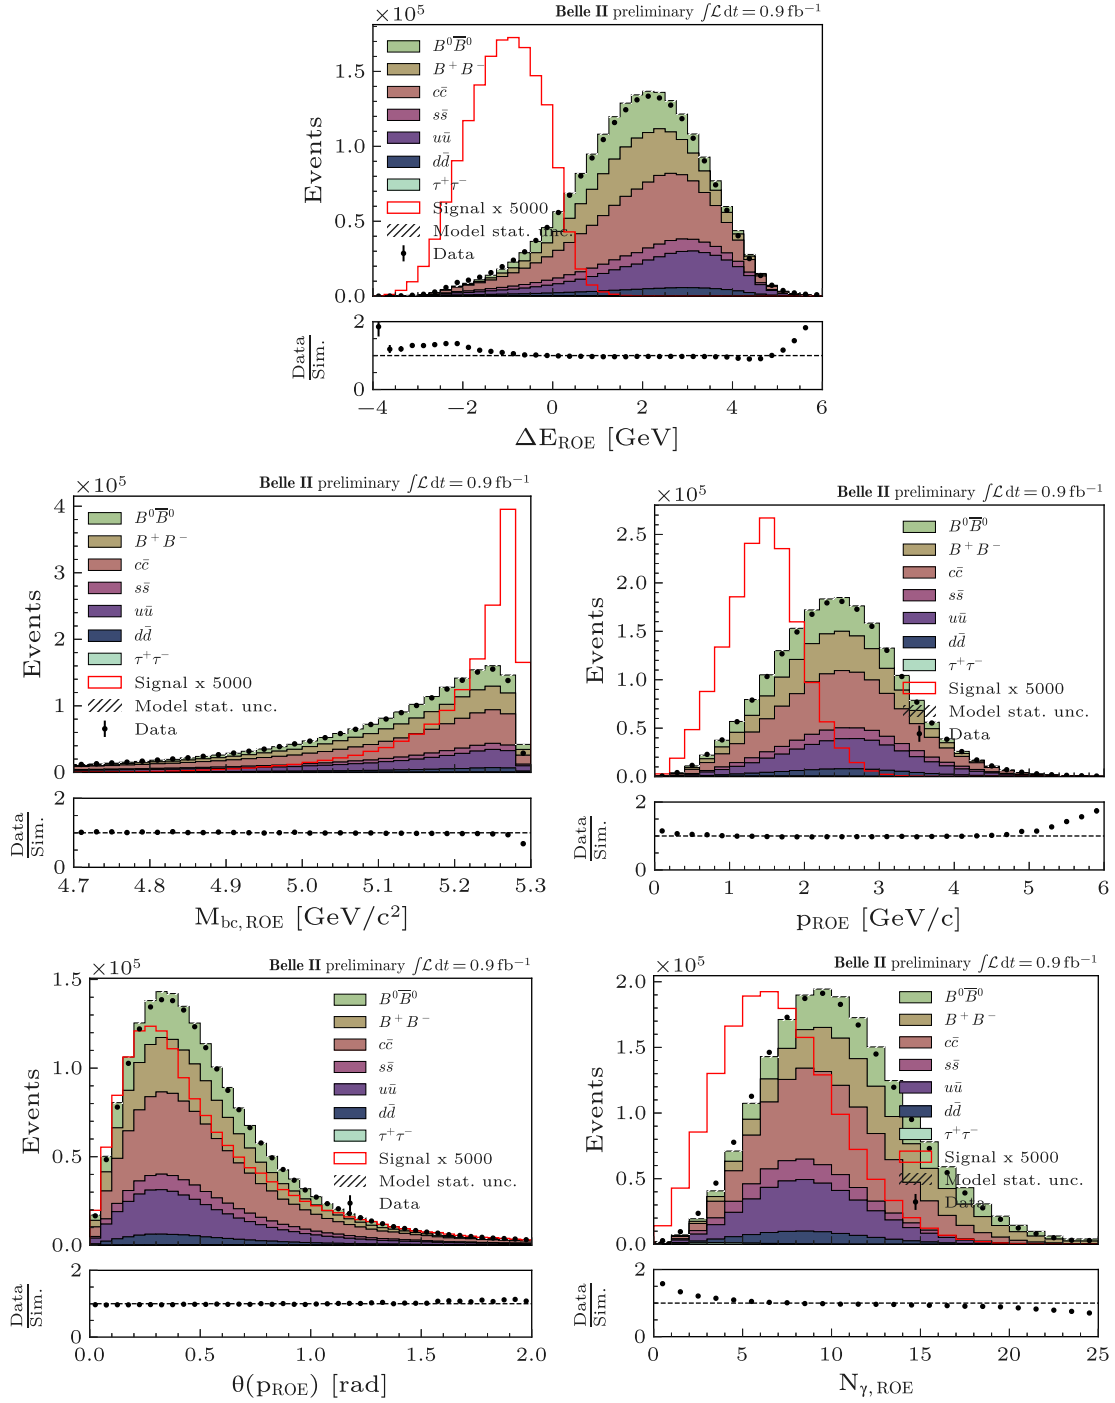 ×10⁵
Belle II preliminary ∫ℒ dt = 0.9 fb⁻¹
B⁰B̅⁰
B⁺B⁻
cc̄
ss̄
uū
dd̄
τ⁺τ⁻
Signal x 5000
Model stat. unc.
Data
Events
0.0
0.5
1.0
1.5
Data
Sim.
0
1
2
−4
−2
0
2
4
6
ΔE_ROE [GeV]
×10⁵
Belle II preliminary ∫ℒ dt = 0.9 fb⁻¹
B⁰B̅⁰
B⁺B⁻
cc̄
ss̄
uū
dd̄
τ⁺τ⁻
Signal x 5000
Model stat. unc.
Data
Events
0
1
2
3
4
Data
Sim.
0
1
2
4.7
4.8
4.9
5.0
5.1
5.2
5.3
M_bc,ROE [GeV/c²]
×10⁵
Belle II preliminary ∫ℒ dt = 0.9 fb⁻¹
B⁰B̅⁰
B⁺B⁻
cc̄
ss̄
uū
dd̄
τ⁺τ⁻
Signal x 5000
Model stat. unc.
Data
Events
0.0
0.5
1.0
1.5
2.0
2.5
Data
Sim.
0
1
2
0
1
2
3
4
5
6
p_ROE [GeV/c]
×10⁵
Belle II preliminary ∫ℒ dt = 0.9 fb⁻¹
B⁰B̅⁰
B⁺B⁻
cc̄
ss̄
uū
dd̄
τ⁺τ⁻
Signal x 5000
Model stat. unc.
Data
Events
0.0
0.5
1.0
1.5
Data
Sim.
0
1
2
0.0
0.5
1.0
1.5
2.0
θ(p_ROE) [rad]
×10⁵
Belle II preliminary ∫ℒ dt = 0.9 fb⁻¹
B⁰B̅⁰
B⁺B⁻
cc̄
ss̄
uū
dd̄
τ⁺τ⁻
Signal x 5000
Model stat. unc.
Data
Events
0.0
0.5
1.0
1.5
2.0
Data
Sim.
0
1
2
0
5
10
15
20
25
N_γ,ROE